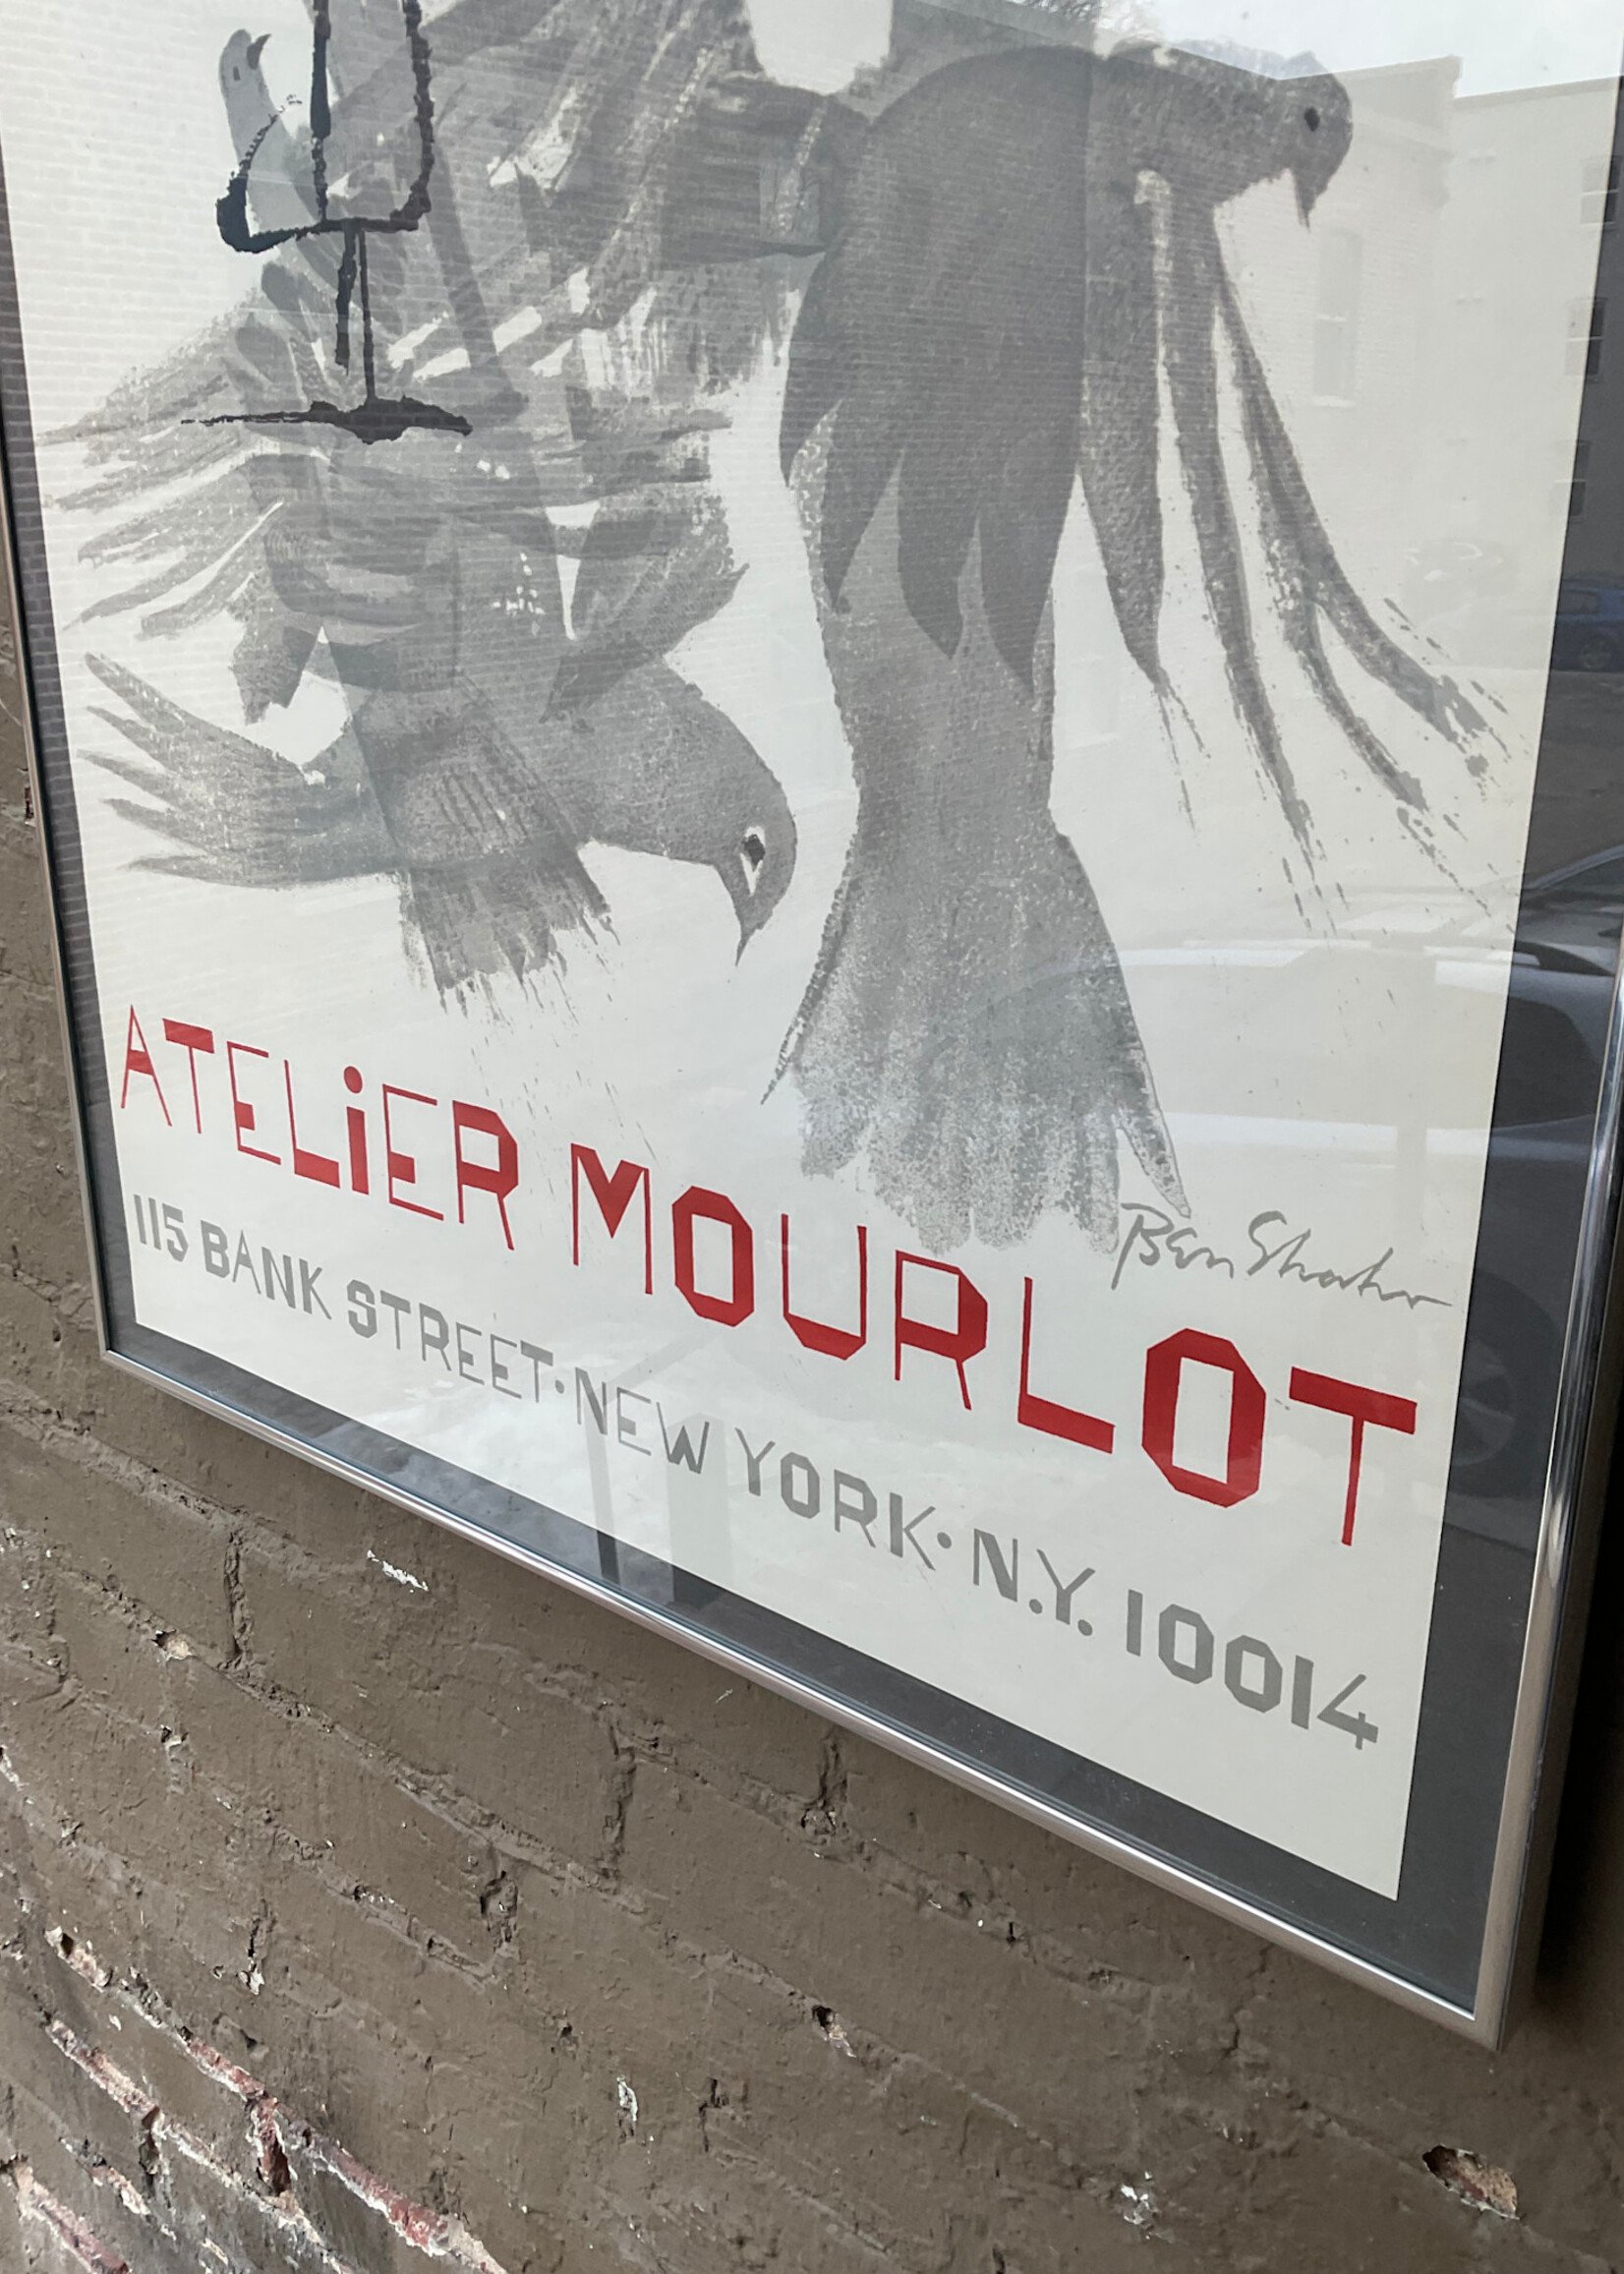 Ben Shahn
ATELiER MOURLOT
115 BANK STREET·NEW YORK·N.Y. 10014